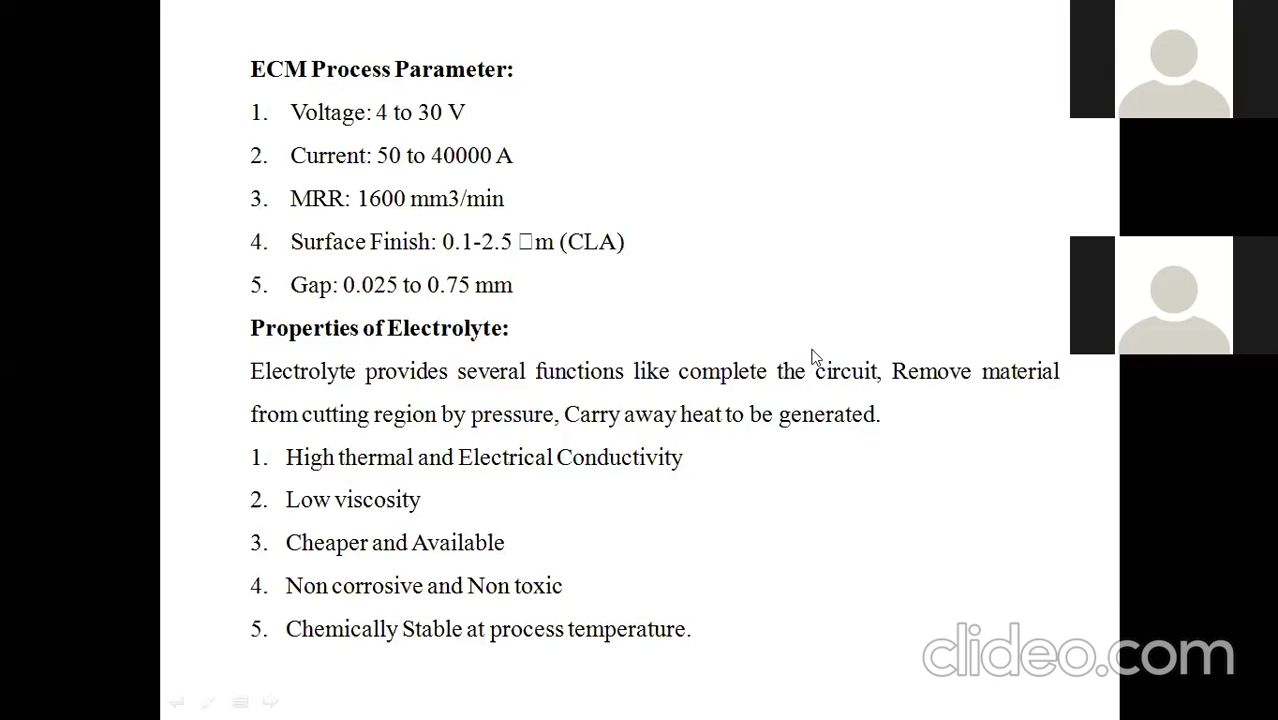 ECM Process Parameter:
1. Voltage: 4 to 30 V
2. Current: 50 to 40000 A
3. MRR: 1600 mm3/min
4. Surface Finish: 0.1-2.5 □m (CLA)
5. Gap: 0.025 to 0.75 mm
Properties of Electrolyte:
Electrolyte provides several functions like complete the circuit, Remove material
from cutting region by pressure, Carry away heat to be generated.
1. High thermal and Electrical Conductivity
2. Low viscosity
3. Cheaper and Available
4. Non corrosive and Non toxic
5. Chemically Stable at process temperature.
clideo.com